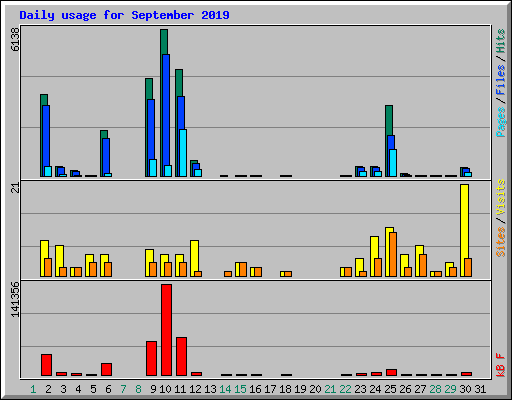 Daily usage for September 2019
6138
21
141356
Pages/Files/Hits
Sites/Visits
kB F
1 2 3 4 5 6 7 8 9 10 11 12 13 14 15 16 17 18 19 20 21 22 23 24 25 26 27 28 29 30 31